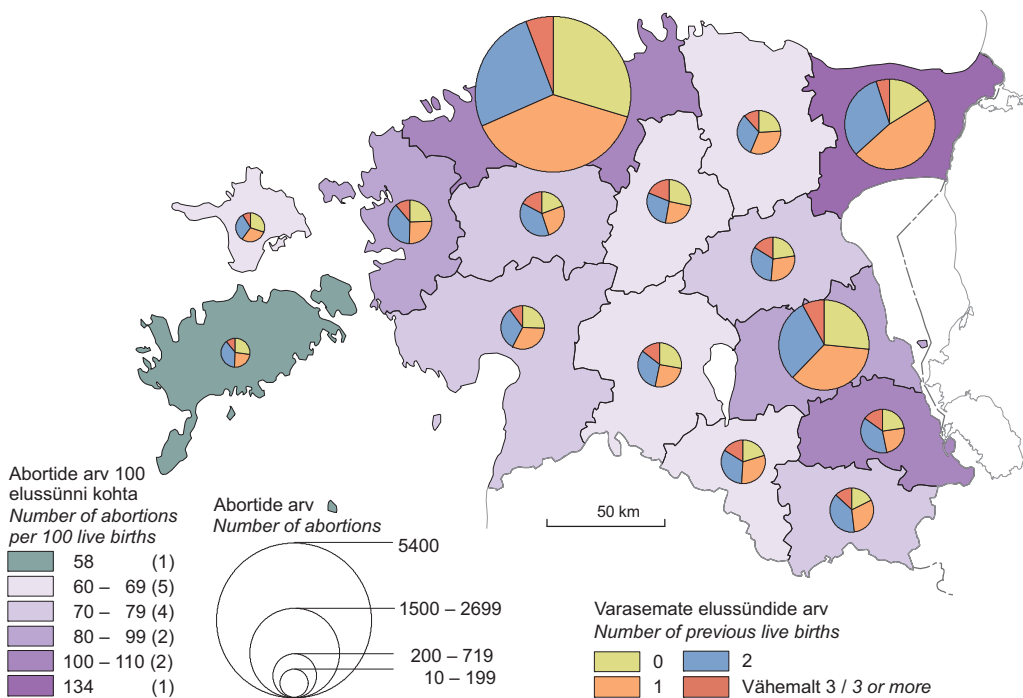 50 km
Abortide arv 100
elussünni kohta
Number of abortions
per 100 live births
58 (1)
60 – 69 (5)
70 – 79 (4)
80 – 99 (2)
100 – 110 (2)
134 (1)
Abortide arv
Number of abortions
5400
1500 – 2699
200 – 719
10 – 199
Varasemate elussündide arv
Number of previous live births
0
2
1
Vähemalt 3 / 3 or more